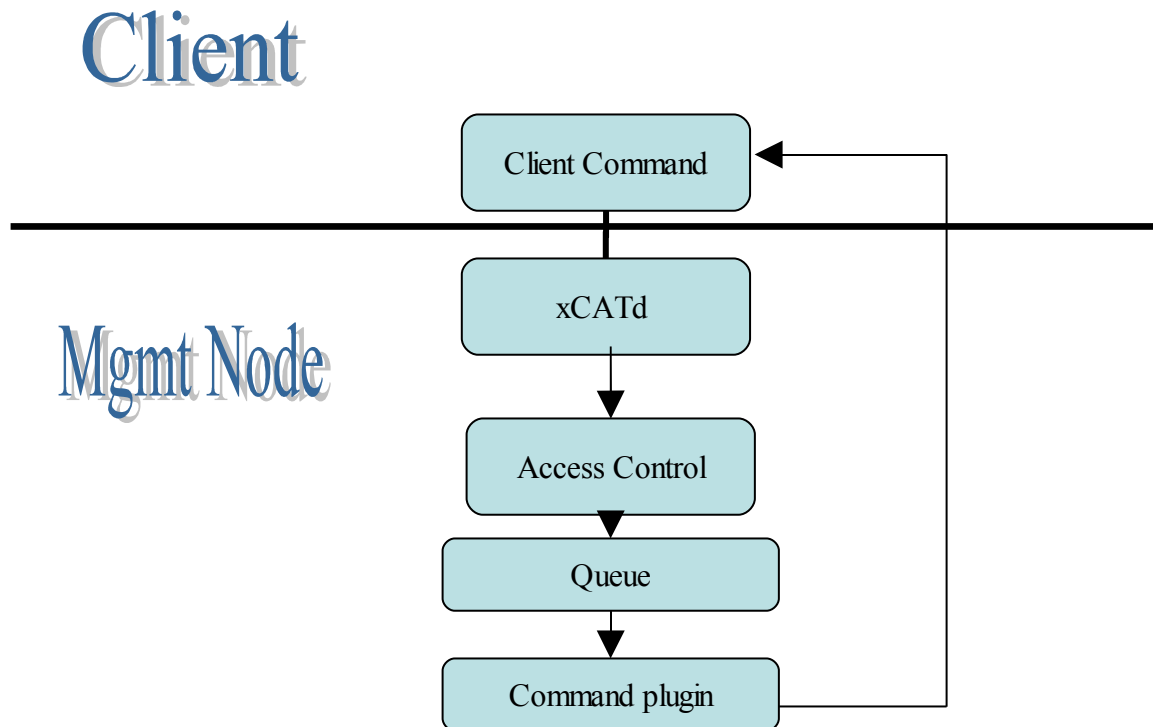 Client
Client Command
xCATd
Mgmt Node
Access Control
Queue
Command plugin